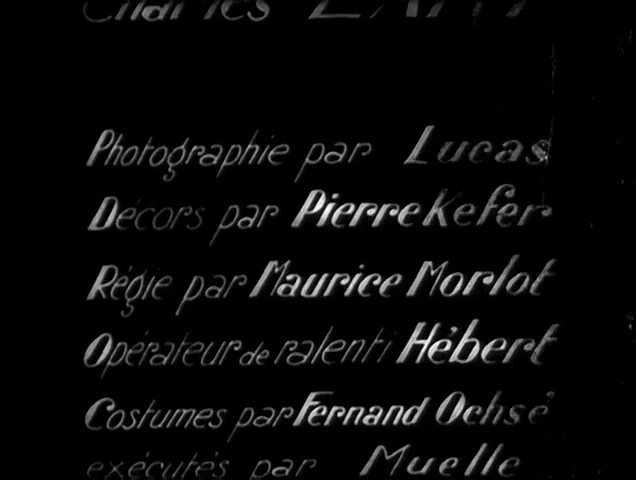 Charles
Photographie par Lucas
Décors par Pierre Kefer
Régie par Maurice Morlot
Opérateur de ralenti Hébert
Costumes par Fernand Ochsé
exécutés par Muelle